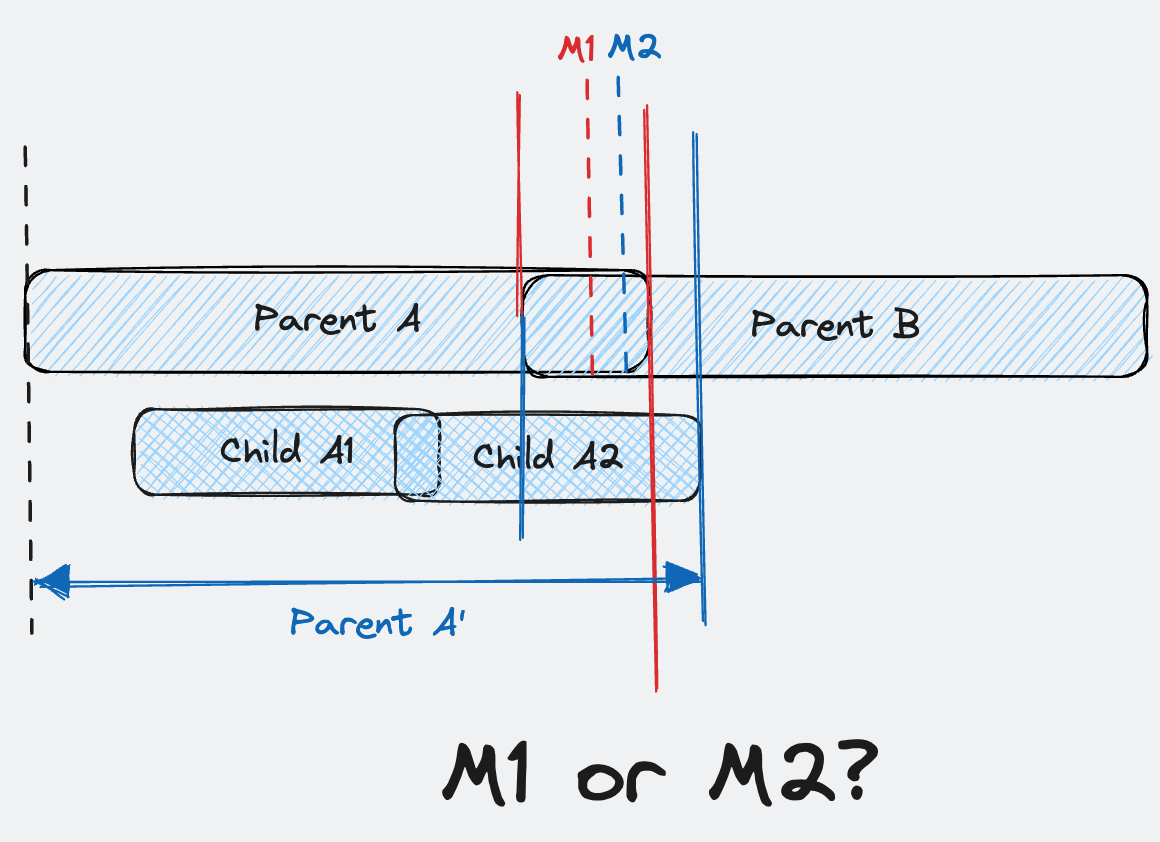 M1 M2
Parent A Parent B
Child A1 Child A2
Parent A'
M1 or M2?